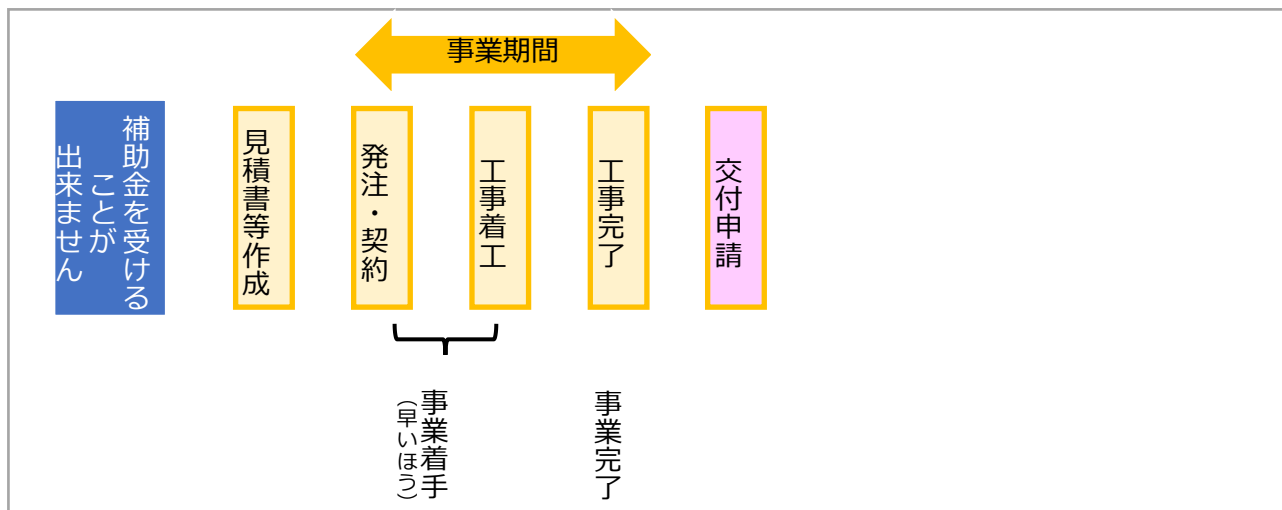 事業期間
補助金を受ける
ことが
出来ません
見積書等作成
発注・契約
工事着工
工事完了
交付申請
事業着手
（早いほう）
事業完了